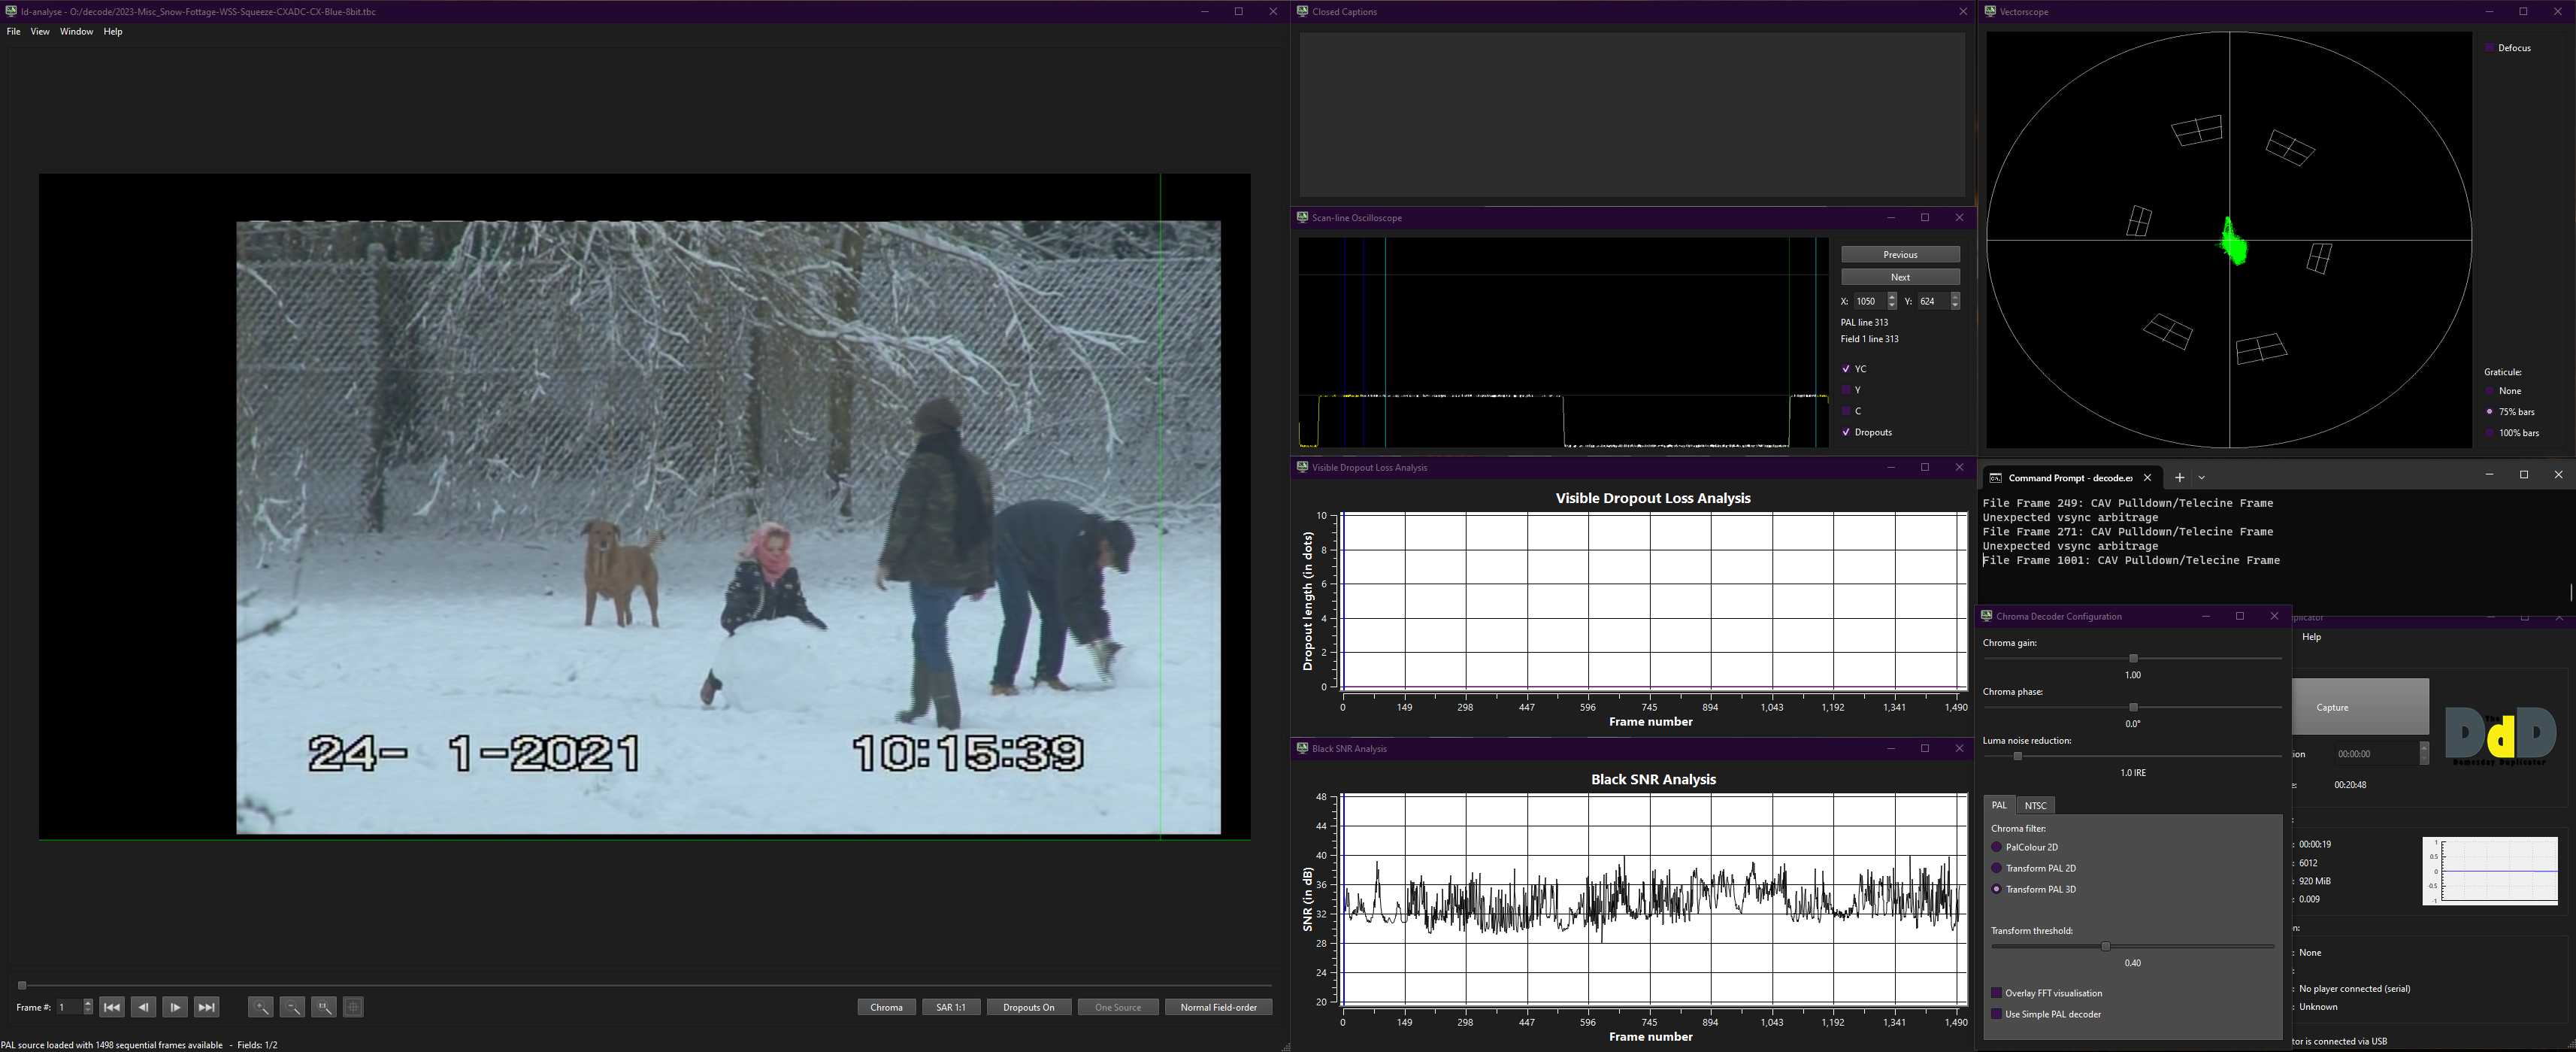 ld-analyse - O:/decode/2023-Misc_Snow-Fottage-WSS-Squeeze-CXADC-CX-Blue-8bit.tbc
File View Window Help
24- 1-2021 10:15:39
Frame #: 1
Chroma
SAR 1:1
Dropouts On
One Source
Normal Field-order
PAL source loaded with 1498 sequential frames available - Fields: 1/2
Closed Captions
Scan-line Oscilloscope
Previous
Next
X: 1050 Y: 624
PAL line 313
Field 1 line 313
YC
Y
C
Dropouts
Visible Dropout Loss Analysis
Visible Dropout Loss Analysis
Dropout length (in dots)
10
8
6
4
2
0
0 149 298 447 596 745 894 1,043 1,192 1,341 1,490
Frame number
Black SNR Analysis
Black SNR Analysis
SNR (in dB)
48
44
40
36
32
28
24
20
0 149 298 447 596 745 894 1,043 1,192 1,341 1,490
Frame number
Vectorscope
Defocus
Graticule:
None
75% bars
100% bars
Command Prompt - decode.e
File Frame 249: CAV Pulldown/Telecine Frame
Unexpected vsync arbitrage
File Frame 271: CAV Pulldown/Telecine Frame
Unexpected vsync arbitrage
File Frame 1001: CAV Pulldown/Telecine Frame
Chroma Decoder Configuration
Chroma gain:
1.00
Chroma phase:
0.0°
Luma noise reduction:
1.0 IRE
PAL NTSC
Chroma filter:
PalColour 2D
Transform PAL 2D
Transform PAL 3D
Transform threshold:
0.40
Overlay FFT visualisation
Use Simple PAL decoder
plicator
Help
Capture
The
DdD
Domesday Duplicator
ion 00:00:00
00:20:48
: 00:00:19
: 6012
: 920 MiB
: 0.009
1
0.5
0
-0.5
-1
n:
: None
: No player connected (serial)
: Unknown
tor is connected via USB